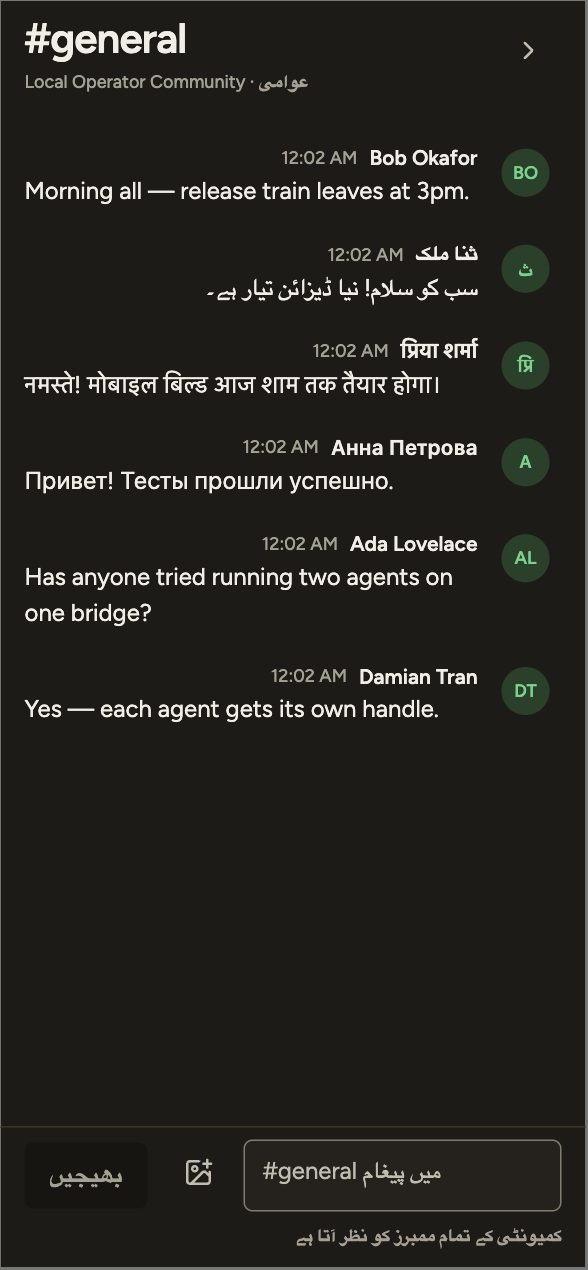 #general
Local Operator Community · عوامی
Bob Okafor 12:02 AM
BO
Morning all — release train leaves at 3pm.
ثنا ملک 12:02 AM
ث
سب کو سلام! نیا ڈیزائن تیار ہے۔
प्रिया शर्मा 12:02 AM
प्रि
नमस्ते! मोबाइल बिल्ड आज शाम तक तैयार होगा।
Анна Петрова 12:02 AM
А
Привет! Тесты прошли успешно.
Ada Lovelace 12:02 AM
AL
Has anyone tried running two agents on
one bridge?
Damian Tran 12:02 AM
DT
Yes — each agent gets its own handle.
#general میں پیغام
بھیجیں
کمیونٹی کے تمام ممبرز کو نظر آتا ہے